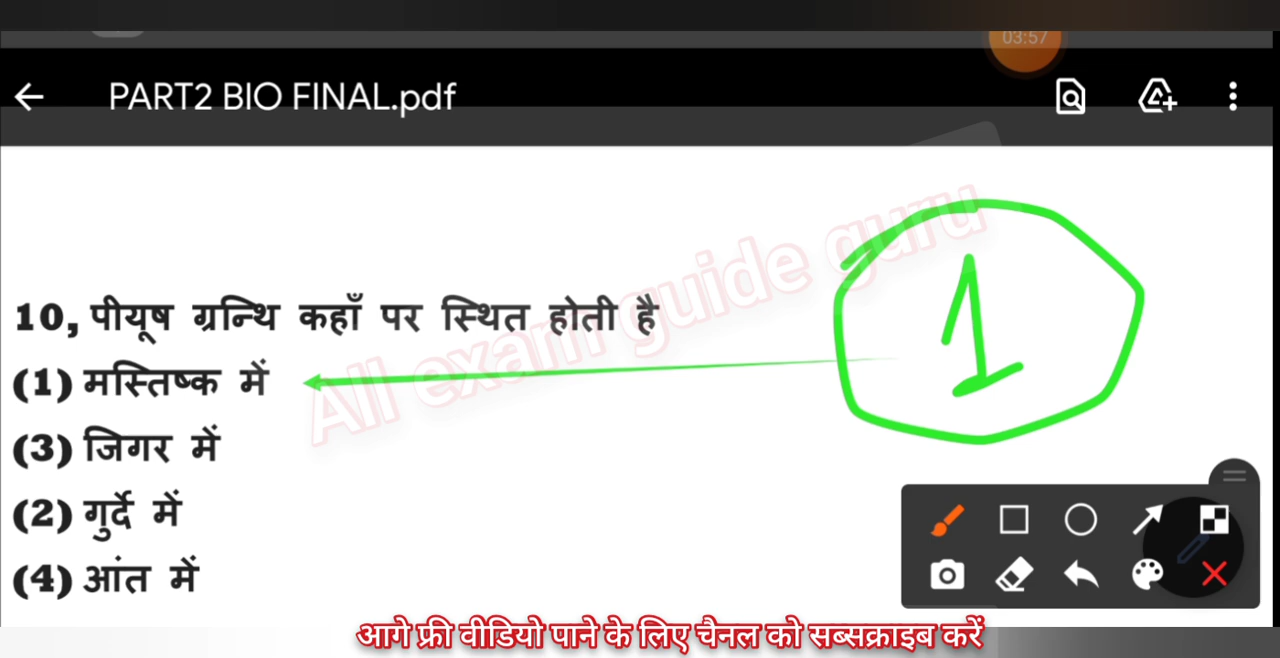 03:57
PART2 BIO FINAL.pdf
All exam guide guru
1
10, पीयूष ग्रन्थि कहाँ पर स्थित होती है
(1) मस्तिष्क में
(3) जिगर में
(2) गुर्दे में
(4) आंत में
आगे फ्री वीडियो पाने के लिए चैनल को सब्सक्राइब करें